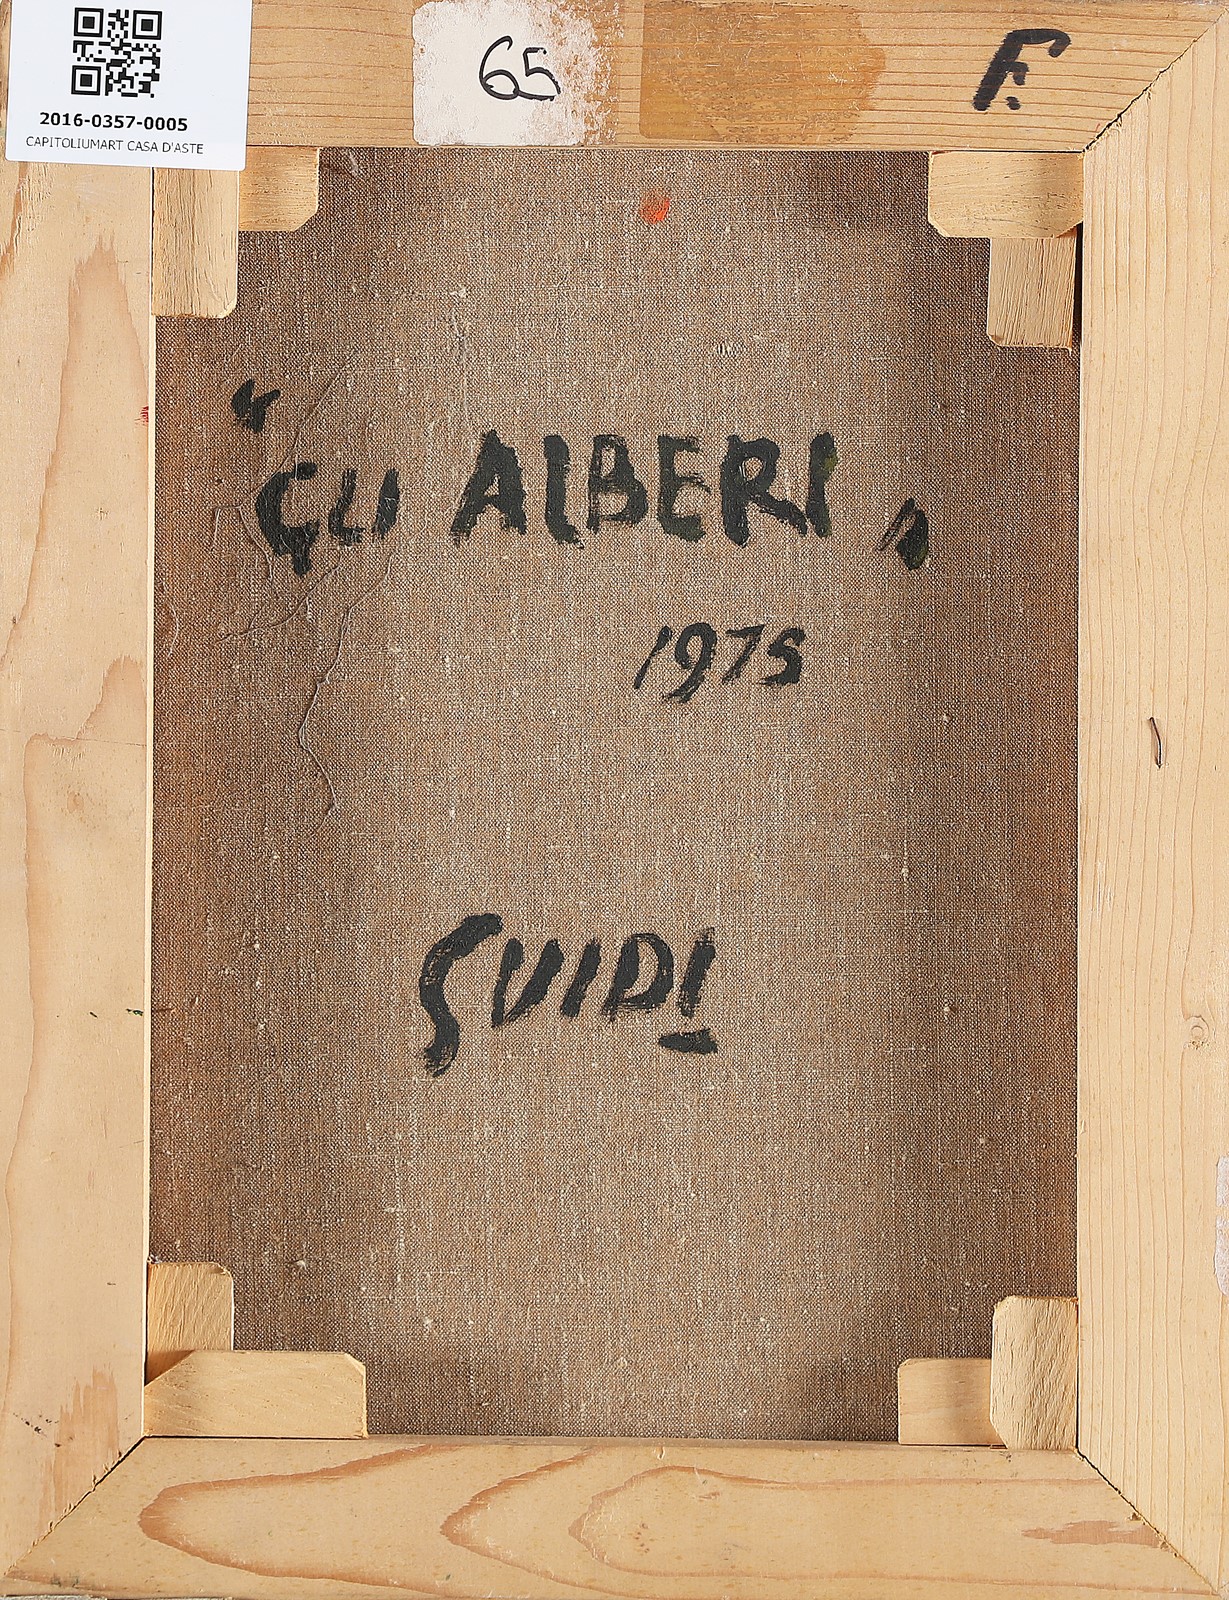 2016-0357-0005
CAPITOLIUMART CASA D'ASTE
65
F.
"GLI ALBERI"
1975
GUIDI